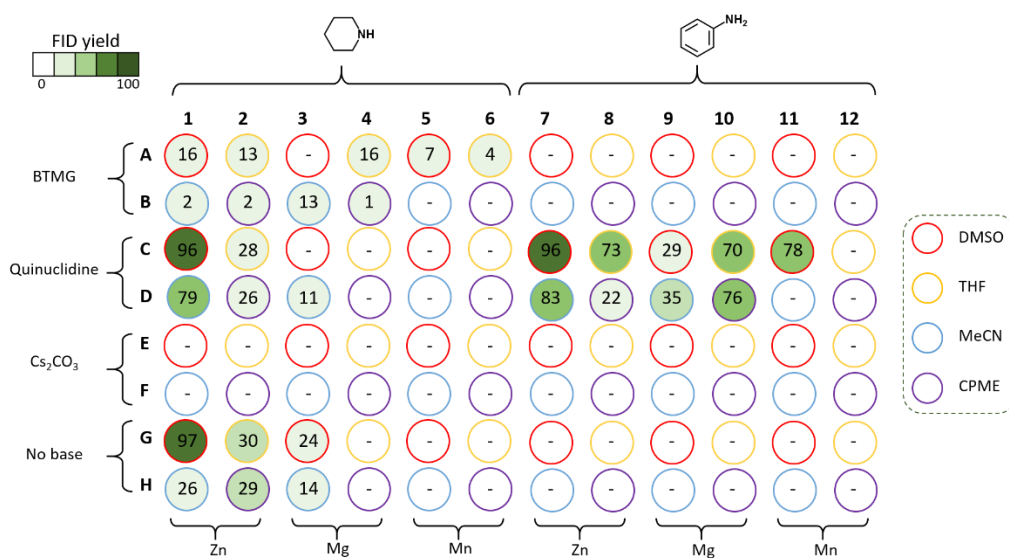 FID yield
0 100
NH
NH₂
1 2 3 4 5 6 7 8 9 10 11 12
BTMG
A 16 13 - 16 7 4 - - - - - -
B 2 2 13 1 - - - - - - - -
Quinuclidine
C 96 28 - - - - 96 73 29 70 78 -
D 79 26 11 - - - 83 22 35 76 - -
Cs₂CO₃
E - - - - - - - - - - - -
F - - - - - - - - - - - -
No base
G 97 30 24 - - - - - - - - -
H 26 29 14 - - - - - - - - -
Zn Mg Mn Zn Mg Mn
DMSO
THF
MeCN
CPME